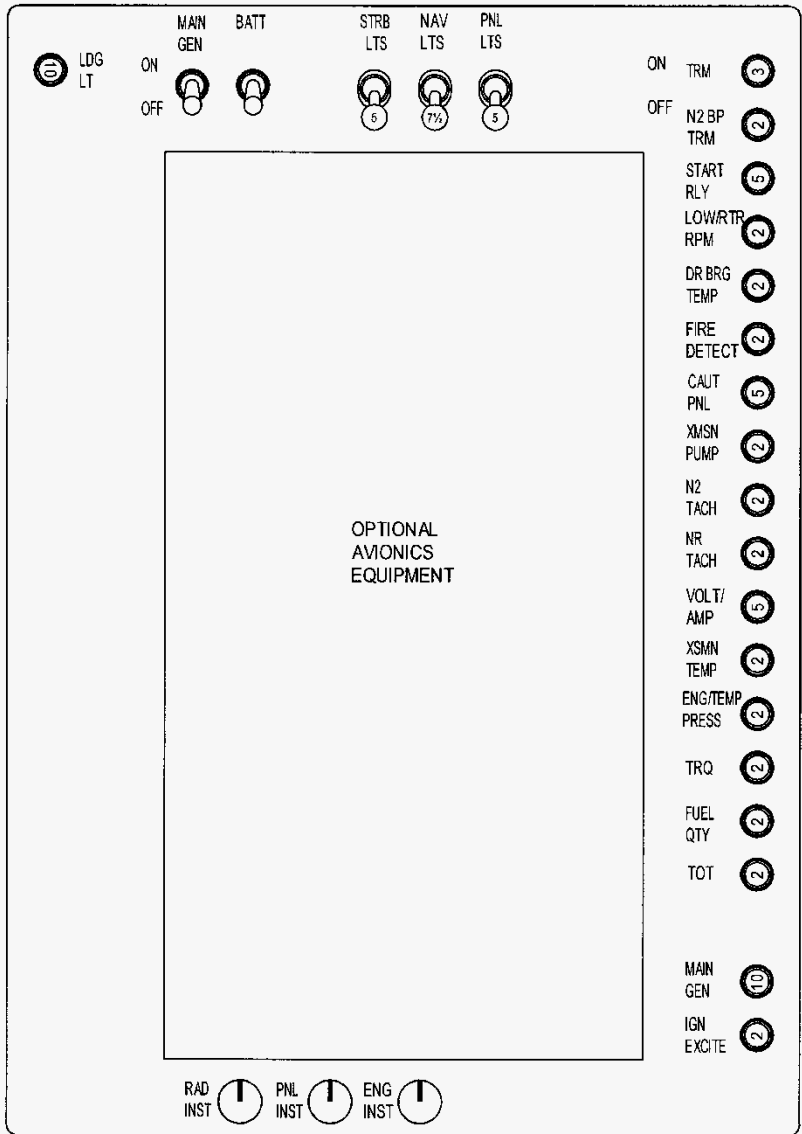 MAIN
GEN
BATT
STRB
LTS
NAV
LTS
PNL
LTS
10
LDG
LT
ON
OFF
5
7½
5
ON
OFF
TRM
3
N2 BP
TRM
2
START
RLY
5
LOW/RTR
RPM
2
DR BRG
TEMP
2
FIRE
DETECT
2
CAUT
PNL
5
XMSN
PUMP
2
N2
TACH
2
NR
TACH
2
VOLT/
AMP
5
XSMN
TEMP
2
ENG/TEMP
PRESS
2
TRQ
2
FUEL
QTY
2
TOT
2
MAIN
GEN
10
IGN
EXCITE
2
OPTIONAL
AVIONICS
EQUIPMENT
RAD
INST
PNL
INST
ENG
INST